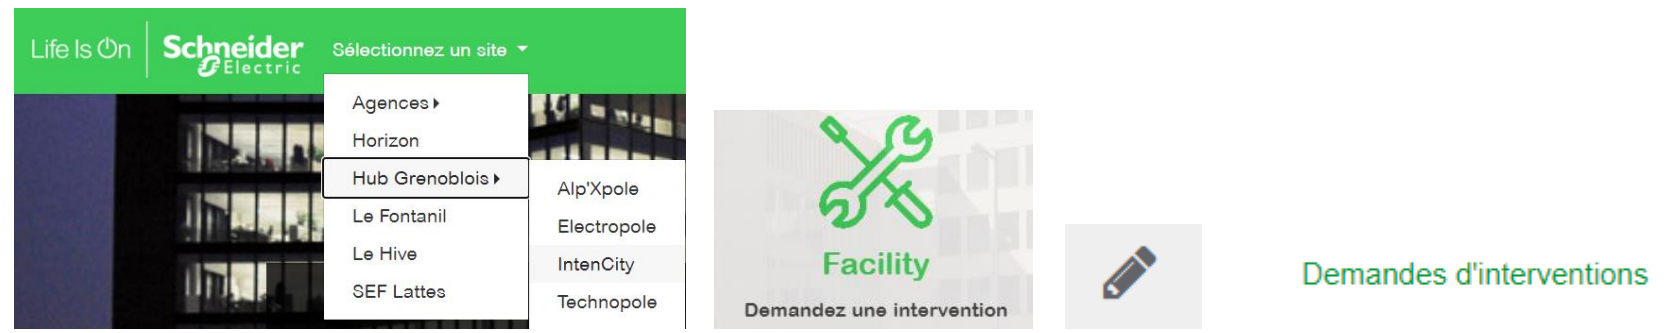 Life Is On
Schneider
Electric
Sélectionnez un site
Agences
Horizon
Hub Grenoblois
Le Fontanil
Le Hive
SEF Lattes
Alp'Xpole
Electropole
IntenCity
Technopole
Facility
Demandez une intervention
Demandes d'interventions